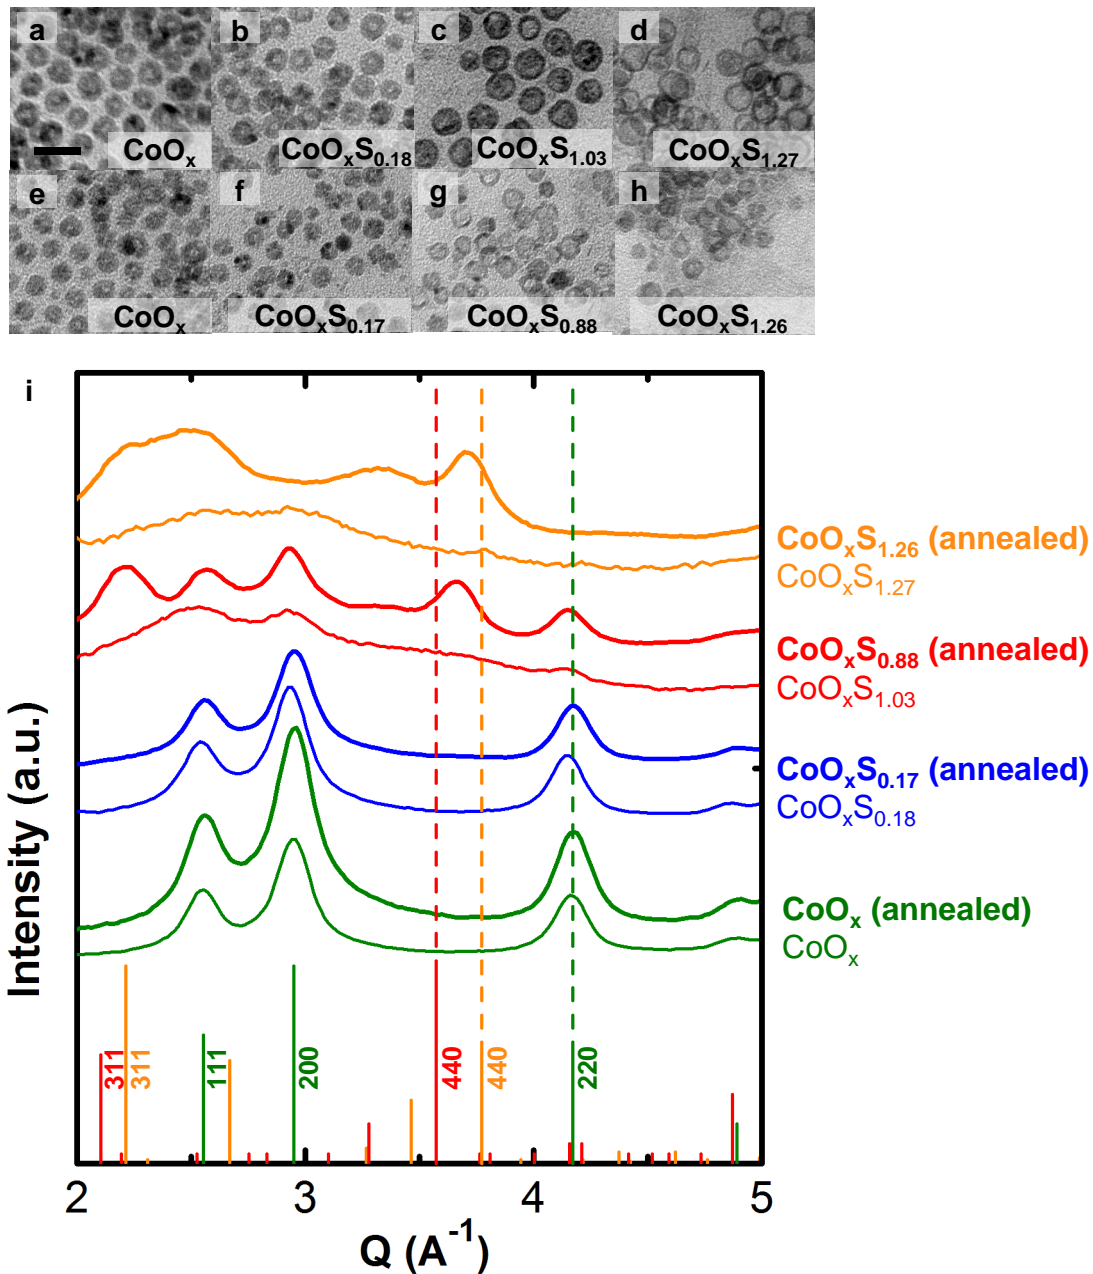 a b c d
CoOₓ CoOₓS₀.₁₈ CoOₓS₁.₀₃ CoOₓS₁.₂₇
e f g h
CoOₓ CoOₓS₀.₁₇ CoOₓS₀.₈₈ CoOₓS₁.₂₆
i
CoOₓS₁.₂₆ (annealed)
CoOₓS₁.₂₇
CoOₓS₀.₈₈ (annealed)
CoOₓS₁.₀₃
CoOₓS₀.₁₇ (annealed)
CoOₓS₀.₁₈
CoOₓ (annealed)
CoOₓ
Intensity (a.u.)
311 311 111 200 440 440 220
2 3 4 5
Q (A⁻¹)